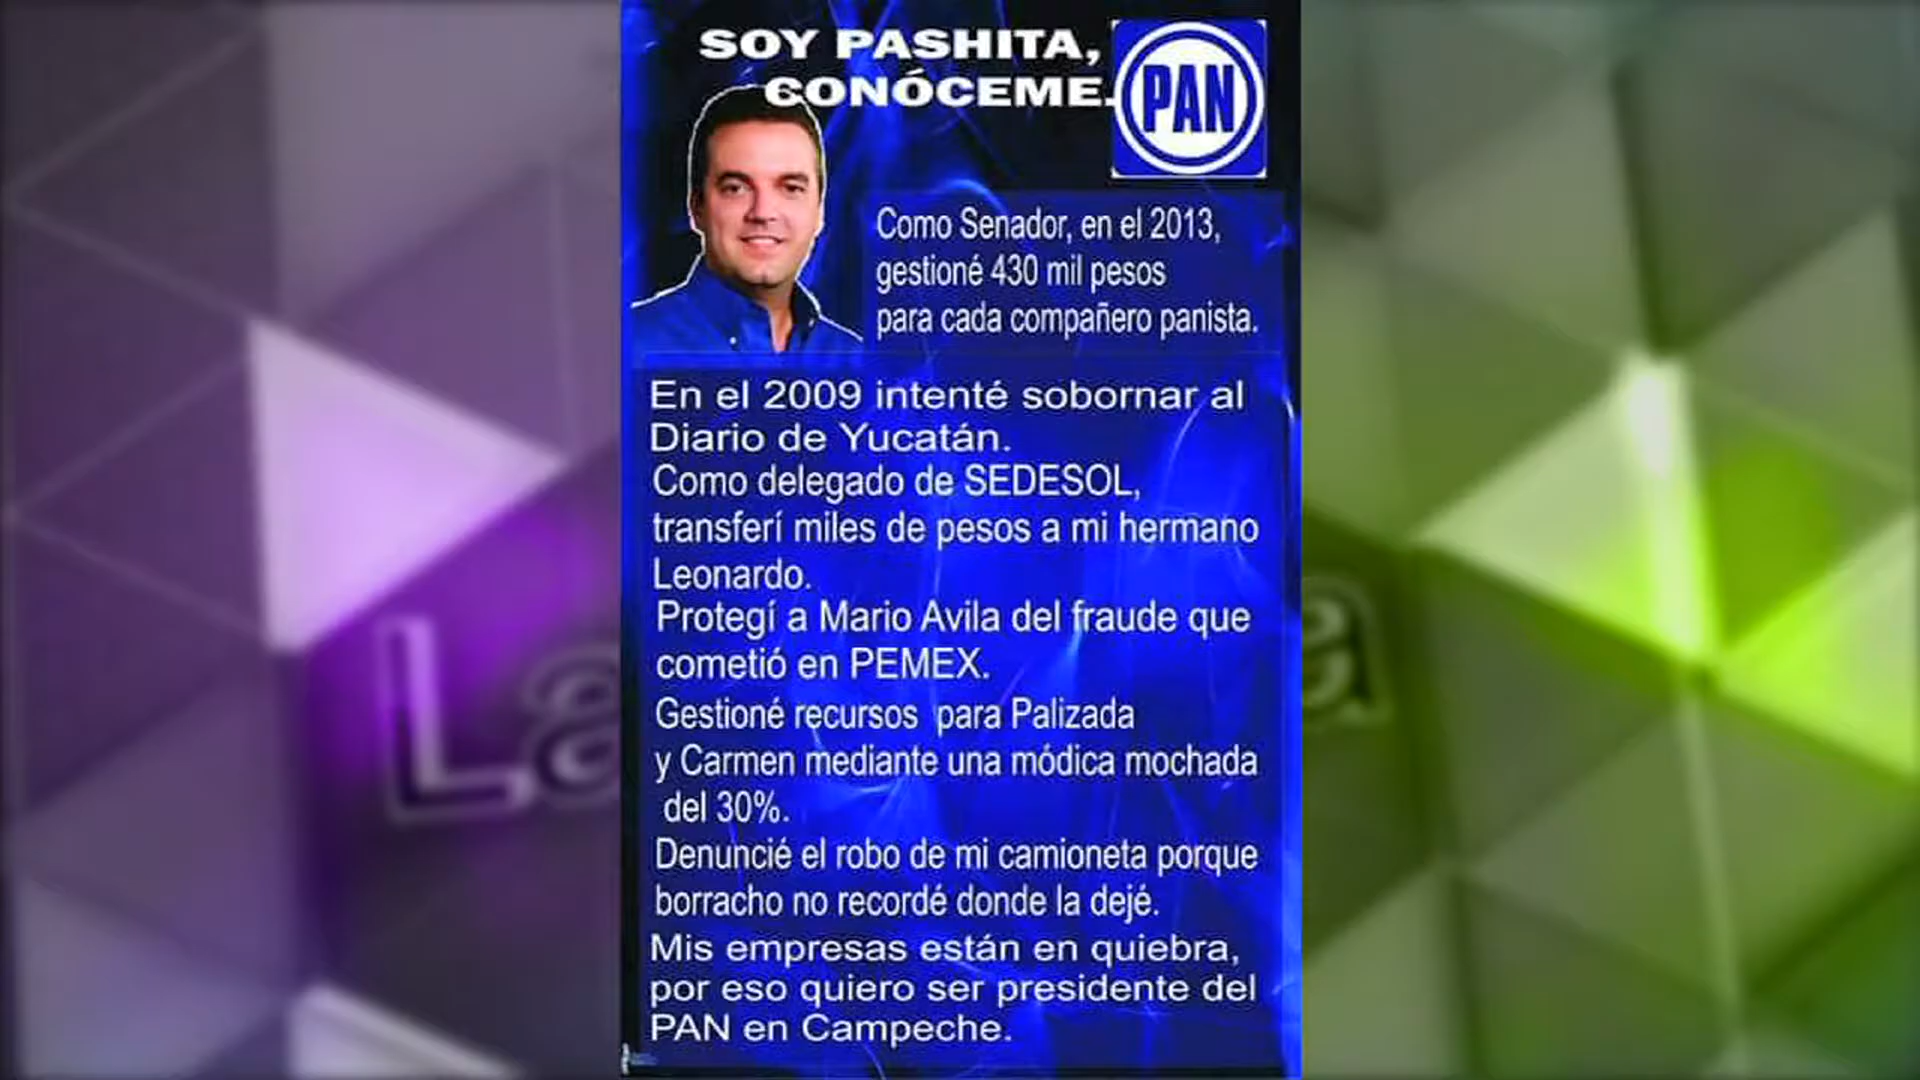 SOY PASHITA,
CONÓCEME.
PAN
Como Senador, en el 2013,
gestioné 430 mil pesos
para cada compañero panista.
En el 2009 intenté sobornar al
Diario de Yucatán.
Como delegado de SEDESOL,
transferí miles de pesos a mi hermano
Leonardo.
Protegí a Mario Avila del fraude que
cometió en PEMEX.
Gestioné recursos para Palizada
y Carmen mediante una módica mochada
del 30%.
Denuncié el robo de mi camioneta porque
borracho no recordé donde la dejé.
Mis empresas están en quiebra,
por eso quiero ser presidente del
PAN en Campeche.
La
a